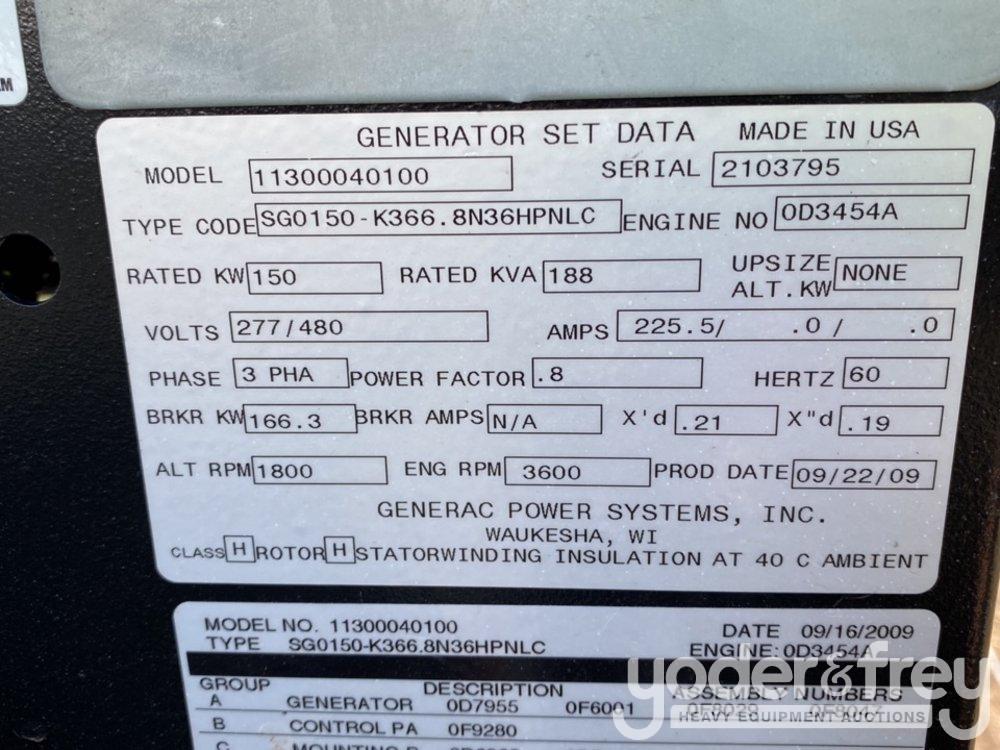 M
GENERATOR SET DATA MADE IN USA
MODEL 11300040100 SERIAL 2103795
TYPE CODE SG0150-K366.8N36HPNLC ENGINE NO 0D3454A
RATED KW 150 RATED KVA 188 UPSIZE ALT.KW NONE
VOLTS 277/480 AMPS 225.5/ .0 / .0
PHASE 3 PHA POWER FACTOR .8 HERTZ 60
BRKR KW 166.3 BRKR AMPS N/A X'd .21 X"d .19
ALT RPM 1800 ENG RPM 3600 PROD DATE 09/22/09
GENERAC POWER SYSTEMS, INC.
WAUKESHA, WI
CLASS H ROTOR H STATORWINDING INSULATION AT 40 C AMBIENT
MODEL NO. 11300040100 DATE 09/16/2009
TYPE SG0150-K366.8N36HPNLC ENGINE: 0D3454A
GROUP DESCRIPTION ASSEMBLY NUMBERS
A GENERATOR 0D7955 0F6001 0F8029 0F8047
B CONTROL PA 0F9280
C MOUNTING
yoder&frey
HEAVY EQUIPMENT AUCTIONS